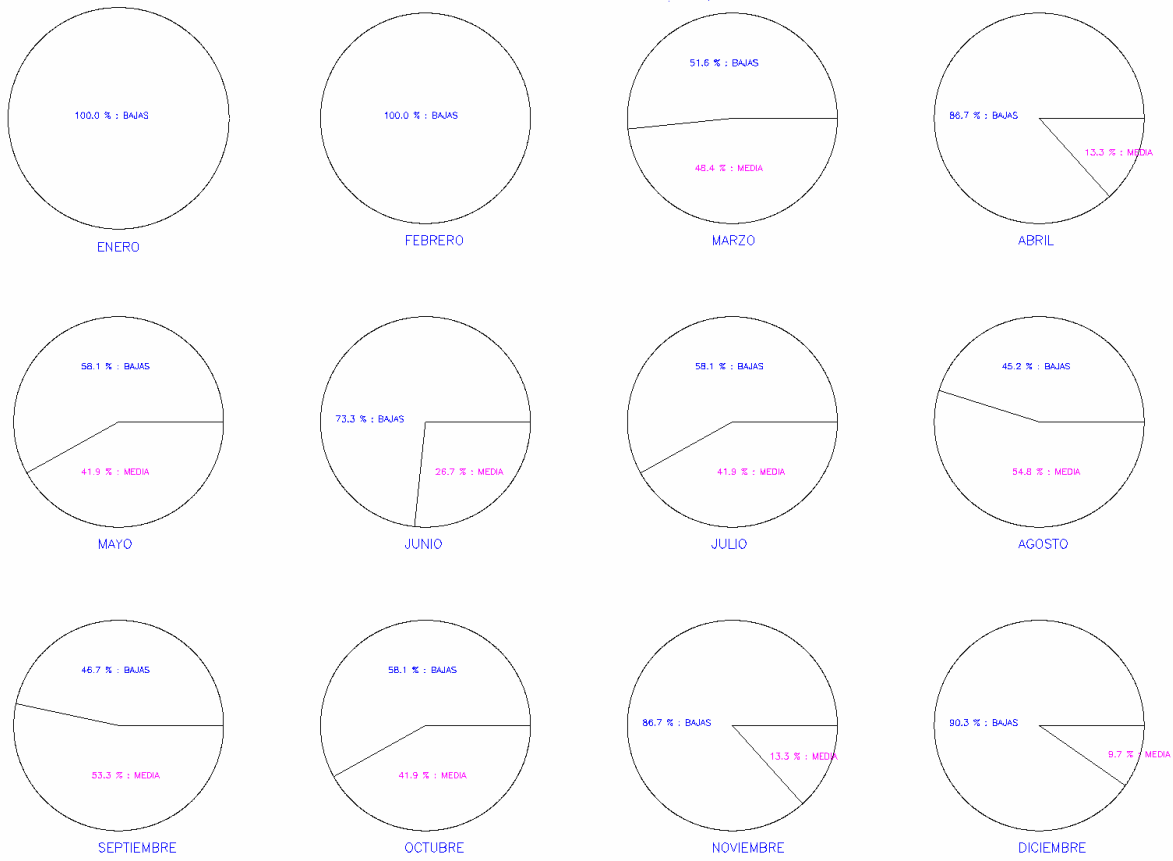 100.0 % : BAJAS
ENERO
100.0 % : BAJAS
FEBRERO
51.6 % : BAJAS
48.4 % : MEDIA
MARZO
86.7 % : BAJAS
13.3 % : MEDIA
ABRIL
58.1 % : BAJAS
41.9 % : MEDIA
MAYO
73.3 % : BAJAS
26.7 % : MEDIA
JUNIO
58.1 % : BAJAS
41.9 % : MEDIA
JULIO
45.2 % : BAJAS
54.8 % : MEDIA
AGOSTO
46.7 % : BAJAS
53.3 % : MEDIA
SEPTIEMBRE
58.1 % : BAJAS
41.9 % : MEDIA
OCTUBRE
86.7 % : BAJAS
13.3 % : MEDIA
NOVIEMBRE
90.3 % : BAJAS
9.7 % : MEDIA
DICIEMBRE